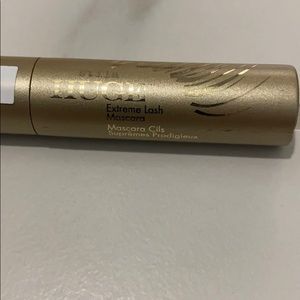 HUGE
Extreme Lash
Mascara
Mascara Cils
Suprêmes Prodigieux